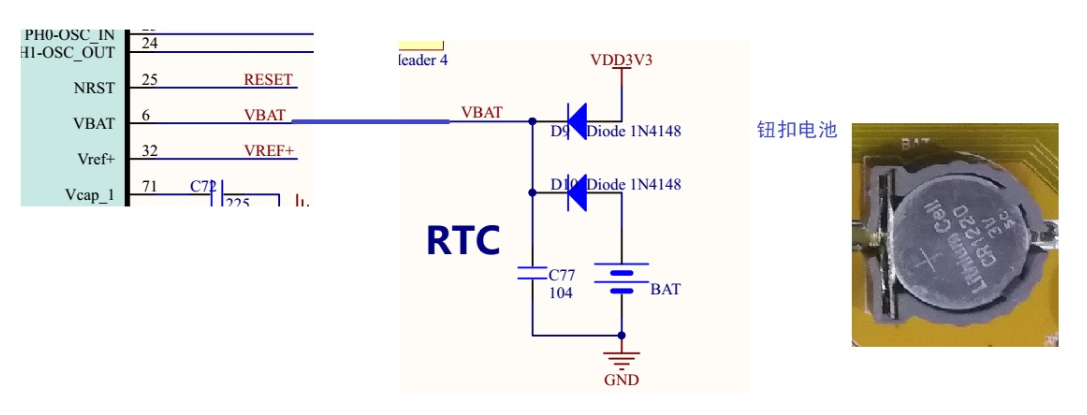 PH0-OSC_IN
H1-OSC_OUT
24
NRST
25
RESET
VBAT
6
VBAT
Vref+
32
VREF+
Vcap_1
71
C72
225
leader 4
VDD3V3
VBAT
D9
Diode 1N4148
D10
Diode 1N4148
RTC
C77
104
BAT
GND
钮扣电池
BAT
Lithium Cell
CR1220
3V
SC